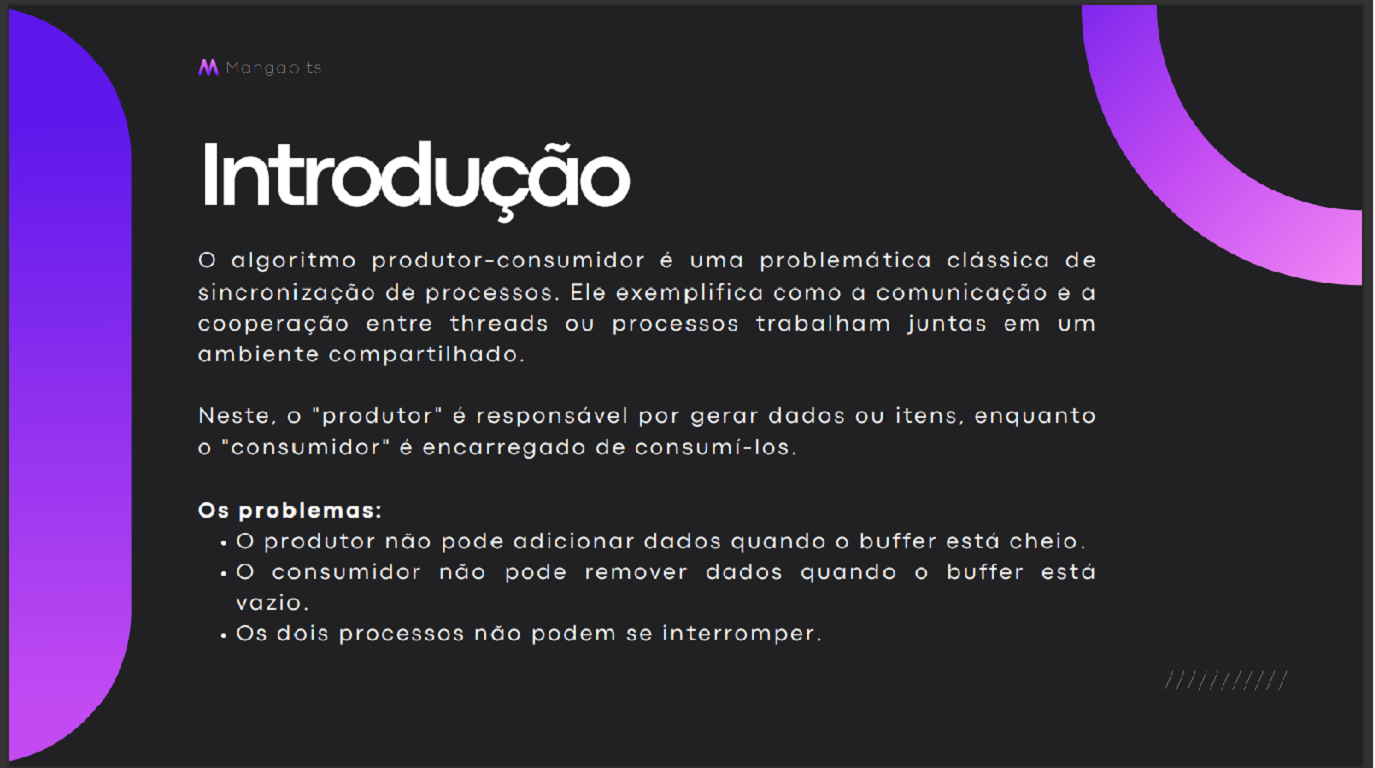 Introdução
O algoritmo produtor-consumidor é uma problemática clássica de
sincronização de processos. Ele exemplifica como a comunicação e a
cooperação entre threads ou processos trabalham juntas em um
ambiente compartilhado.
Neste, o "produtor" é responsável por gerar dados ou itens, enquanto
o "consumidor" é encarregado de consumí-los.
Os problemas:
• O produtor não pode adicionar dados quando o buffer está cheio.
• O consumidor não pode remover dados quando o buffer está
vazio.
• Os dois processos não podem se interromper.